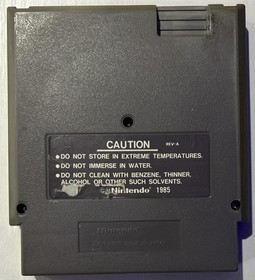 CAUTION REV-A
•DO NOT STORE IN EXTREME TEMPERATURES.
•DO NOT IMMERSE IN WATER.
•DO NOT CLEAN WITH BENZENE, THINNER,
ALCOHOL OR OTHER SUCH SOLVENTS.
Nintendo 1985
Nintendo